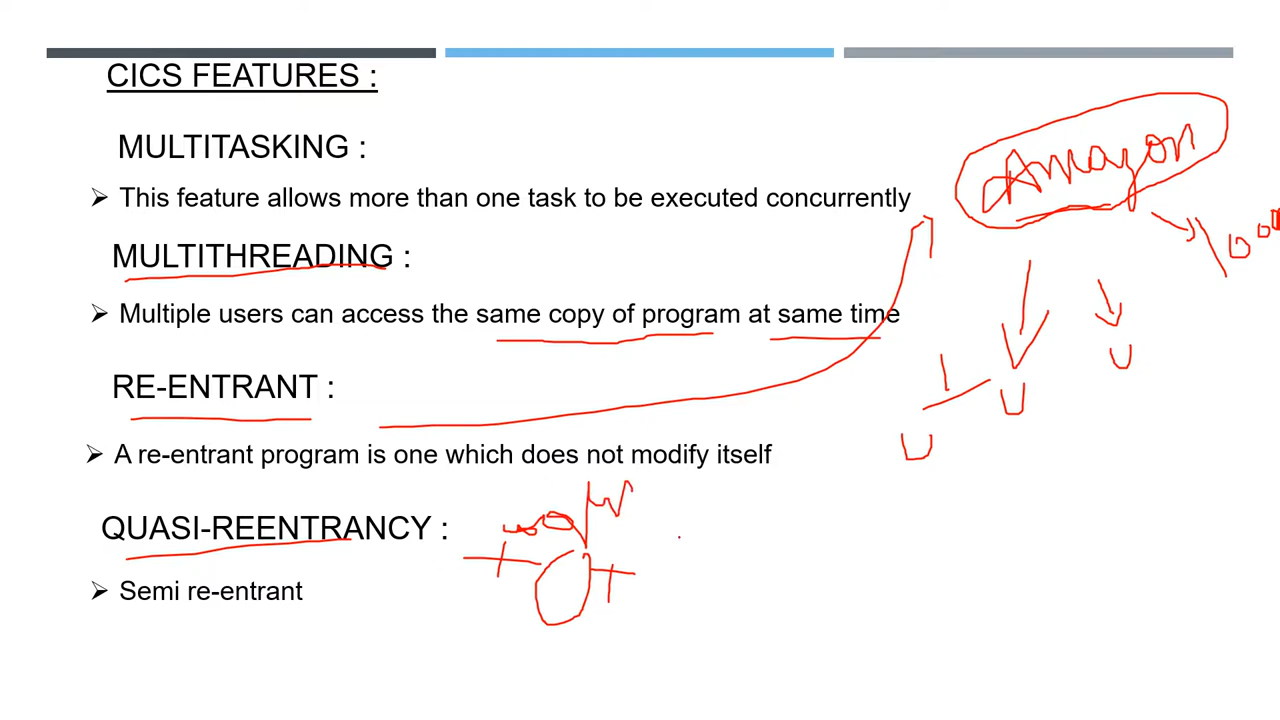 CICS FEATURES :
MULTITASKING :
➢ This feature allows more than one task to be executed concurrently
Amazon
MULTITHREADING :
➢ Multiple users can access the same copy of program at same time
U
RE-ENTRANT :
U
U
➢ A re-entrant program is one which does not modify itself
QUASI-REENTRANCY :
➢ Semi re-entrant